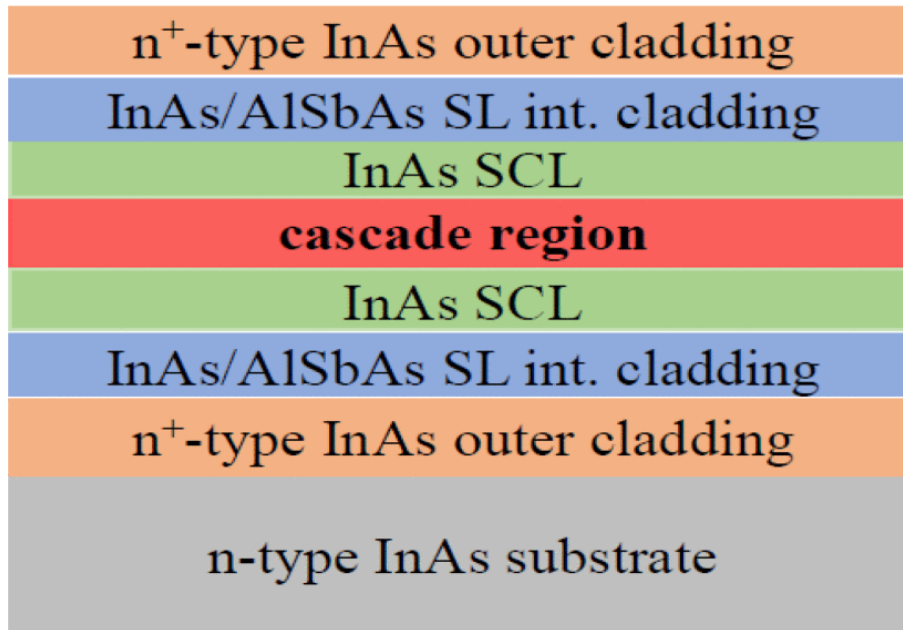 n⁺-type InAs outer cladding
InAs/AlSbAs SL int. cladding
InAs SCL
cascade region
InAs SCL
InAs/AlSbAs SL int. cladding
n⁺-type InAs outer cladding
n-type InAs substrate